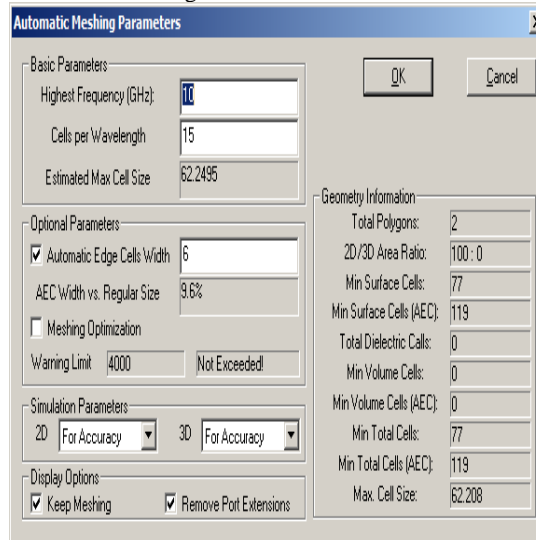 Automatic Meshing Parameters
Basic Parameters
Highest Frequency (GHz): 10
Cells per Wavelength 15
Estimated Max Cell Size 62.2495
OK Cancel
Optional Parameters
Automatic Edge Cells Width 6
AEC Width vs. Regular Size 9.6%
Meshing Optimization
Warning Limit 4000 Not Exceeded!
Simulation Parameters
2D For Accuracy 3D For Accuracy
Display Options
Keep Meshing Remove Port Extensions
Geometry Information
Total Polygons: 2
2D/3D Area Ratio: 100 : 0
Min Surface Cells: 77
Min Surface Cells (AEC): 119
Total Dielectric Calls: 0
Min Volume Cells: 0
Min Volume Cells (AEC): 0
Min Total Cells: 77
Min Total Cells (AEC): 119
Max. Cell Size: 62.208